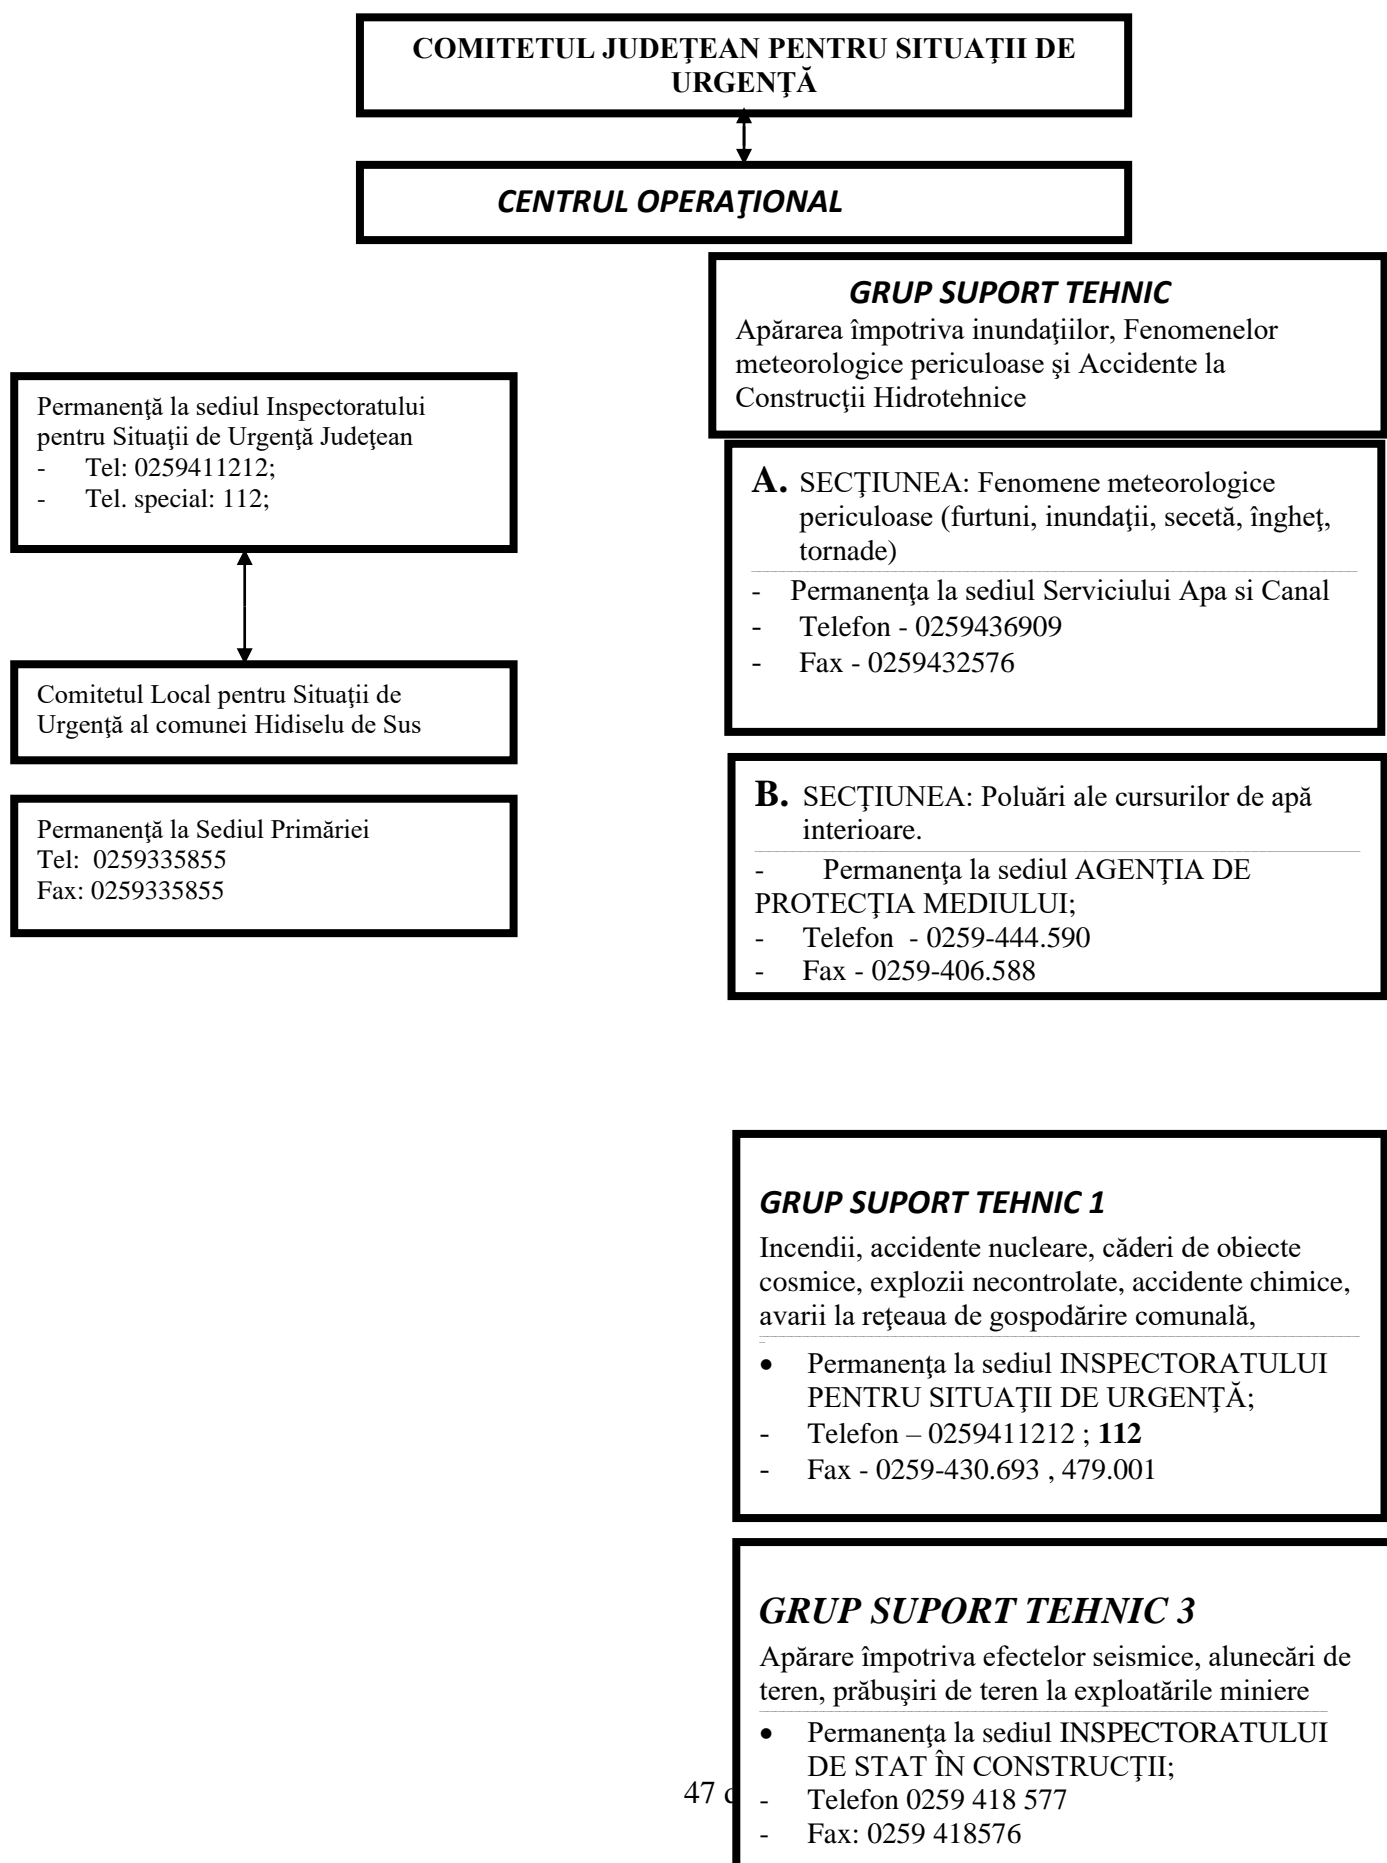 COMITETUL JUDEŢEAN PENTRU SITUAŢII DE
URGENŢĂ
CENTRUL OPERAŢIONAL
GRUP SUPORT TEHNIC
Apărarea împotriva inundaţiilor, Fenomenelor
meteorologice periculoase şi Accidente la
Construcţii Hidrotehnice
Permanenţă la sediul Inspectoratului
pentru Situaţii de Urgenţă Judeţean
- Tel: 0259411212;
- Tel. special: 112;
A. SECŢIUNEA: Fenomene meteorologice
periculoase (furtuni, inundaţii, secetă, îngheţ,
tornade)
- Permanenţa la sediul Serviciului Apa si Canal
- Telefon - 0259436909
- Fax - 0259432576
Comitetul Local pentru Situaţii de
Urgenţă al comunei Hidiselu de Sus
B. SECŢIUNEA: Poluări ale cursurilor de apă
interioare.
- Permanenţa la sediul AGENŢIA DE
PROTECŢIA MEDIULUI;
- Telefon - 0259-444.590
- Fax - 0259-406.588
Permanenţă la Sediul Primăriei
Tel: 0259335855
Fax: 0259335855
GRUP SUPORT TEHNIC 1
Incendii, accidente nucleare, căderi de obiecte
cosmice, explozii necontrolate, accidente chimice,
avarii la reţeaua de gospodărire comunală,
• Permanenţa la sediul INSPECTORATULUI
PENTRU SITUAŢII DE URGENŢĂ;
- Telefon – 0259411212 ; 112
- Fax - 0259-430.693 , 479.001
GRUP SUPORT TEHNIC 3
Apărare împotriva efectelor seismice, alunecări de
teren, prăbuşiri de teren la exploatările miniere
• Permanenţa la sediul INSPECTORATULUI
DE STAT ÎN CONSTRUCŢII;
- Telefon 0259 418 577
- Fax: 0259 418576
47